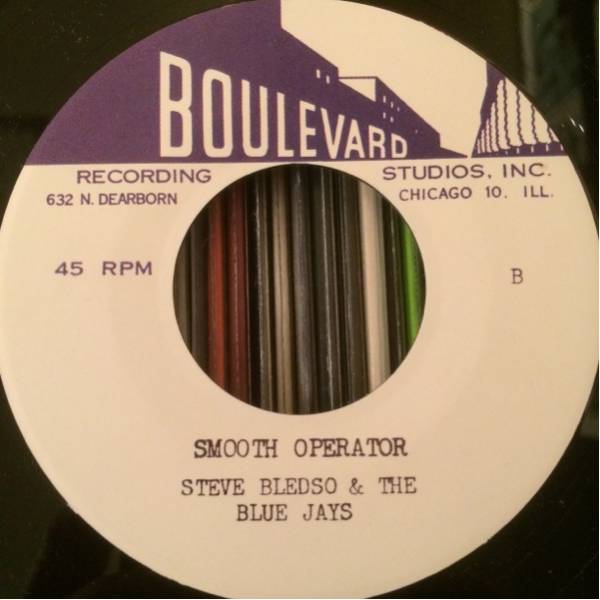 BOULEVARD
RECORDING STUDIOS, INC.
632 N. DEARBORN CHICAGO 10. ILL.
45 RPM B
SMOOTH OPERATOR
STEVE BLEDSO & THE
BLUE JAYS